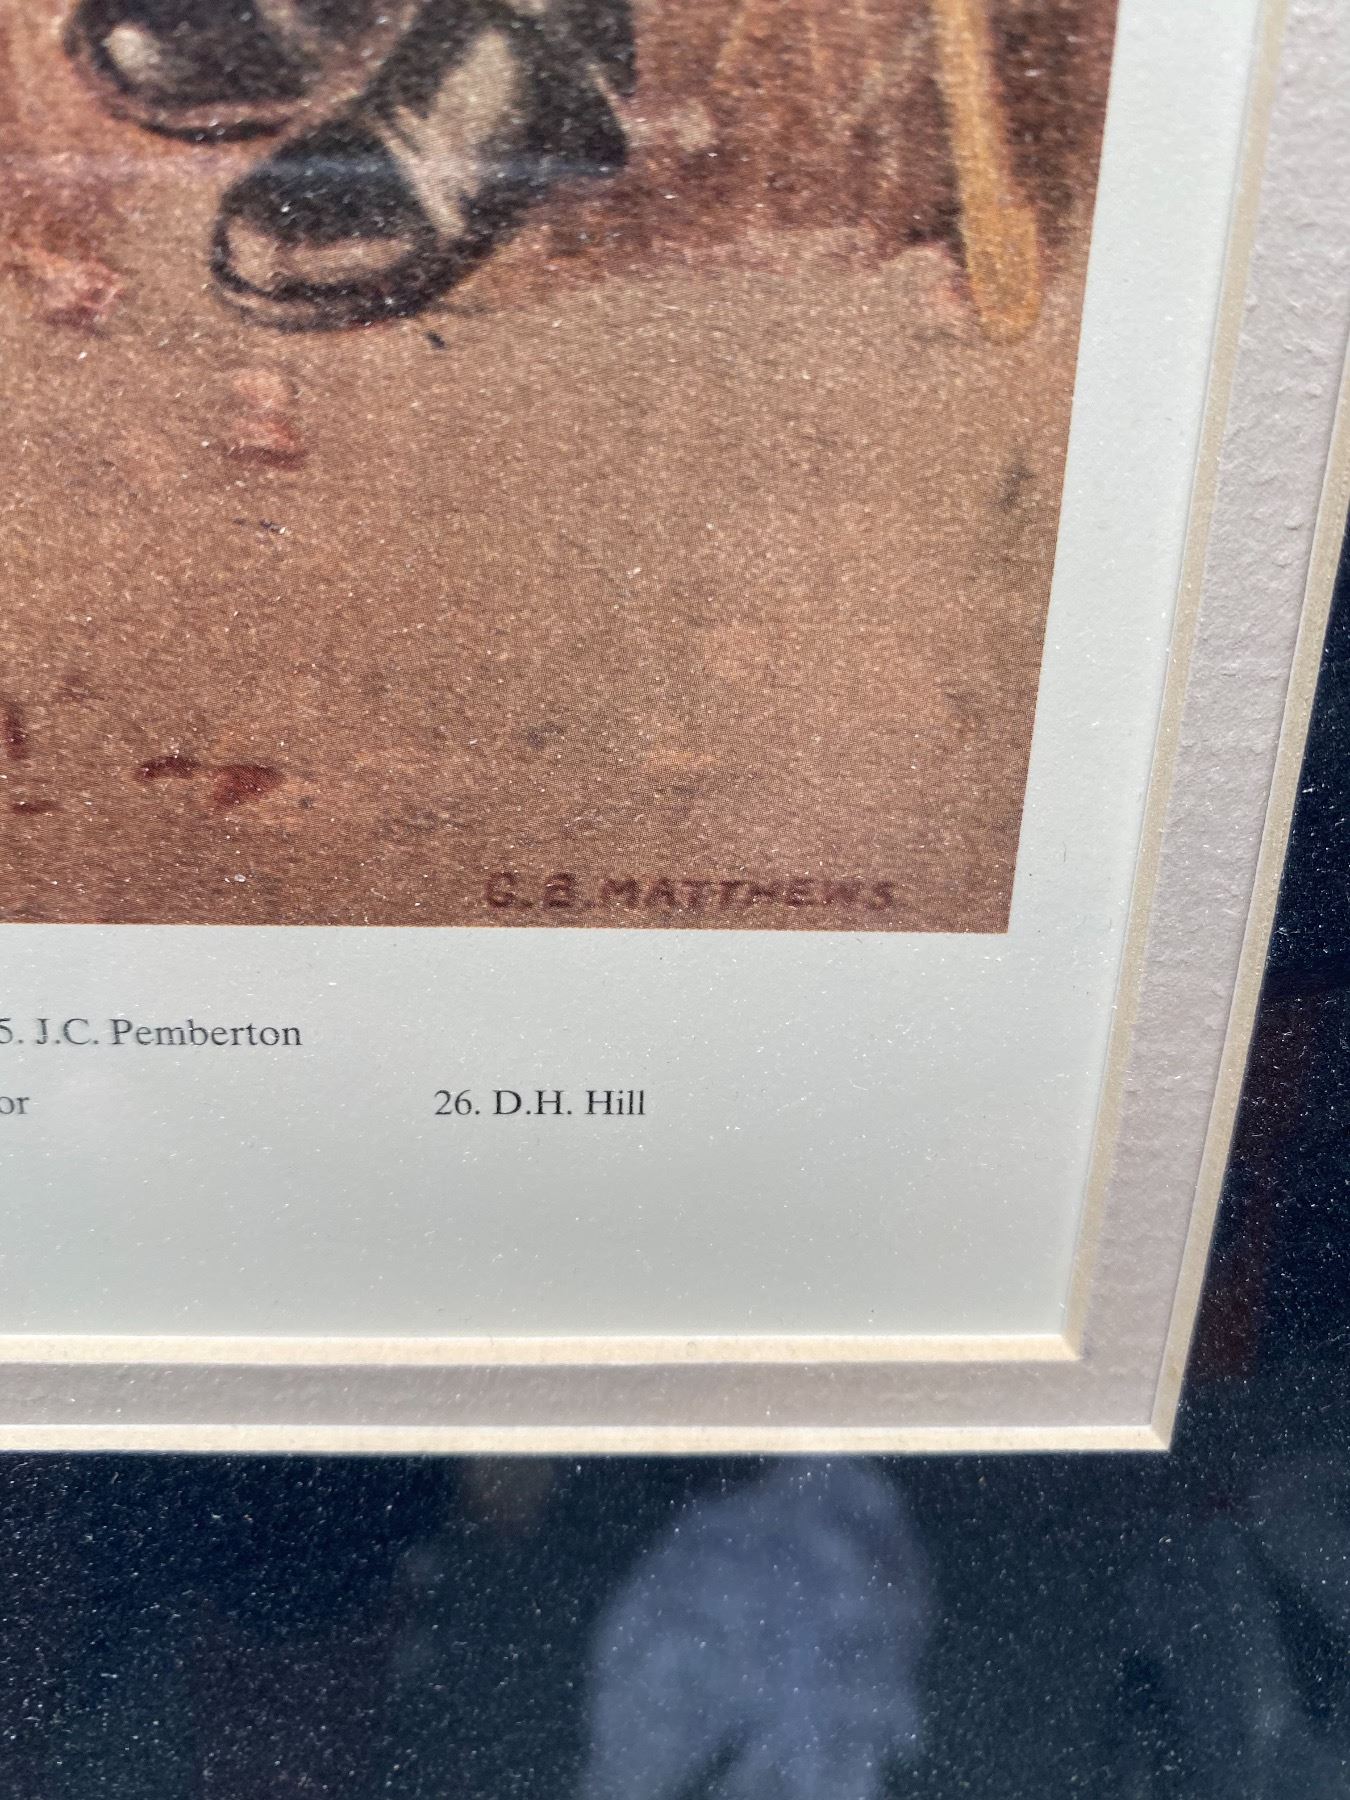 G.B.MATTHEWS
5. J.C. Pemberton
or 26. D.H. Hill